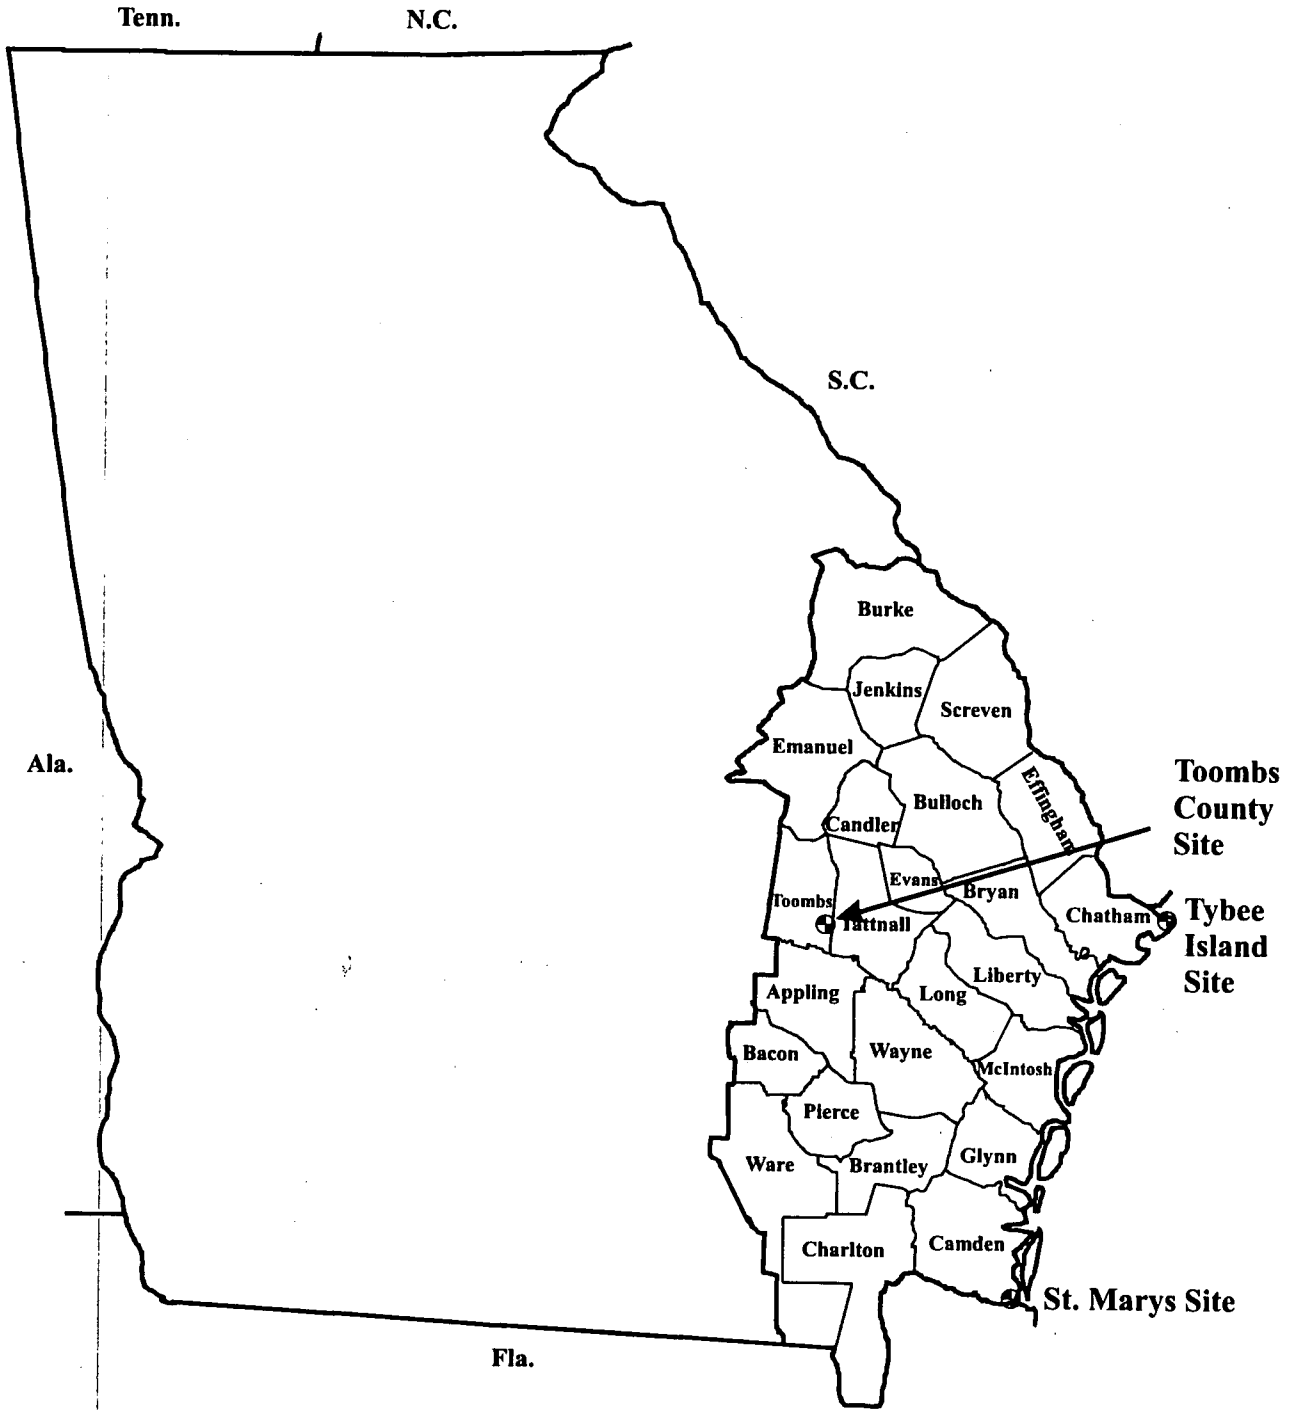 Tenn.
N.C.
S.C.
Burke
Jenkins
Screven
Emanuel
Ala.
Effingham
Toombs
County
Site
Bulloch
Candler
Evans
Bryan
Toombs
Tattnall
Chatham
Tybee
Island
Site
Liberty
Appling
Long
Bacon
Wayne
McIntosh
Pierce
Ware
Brantley
Glynn
Charlton
Camden
St. Marys Site
Fla.